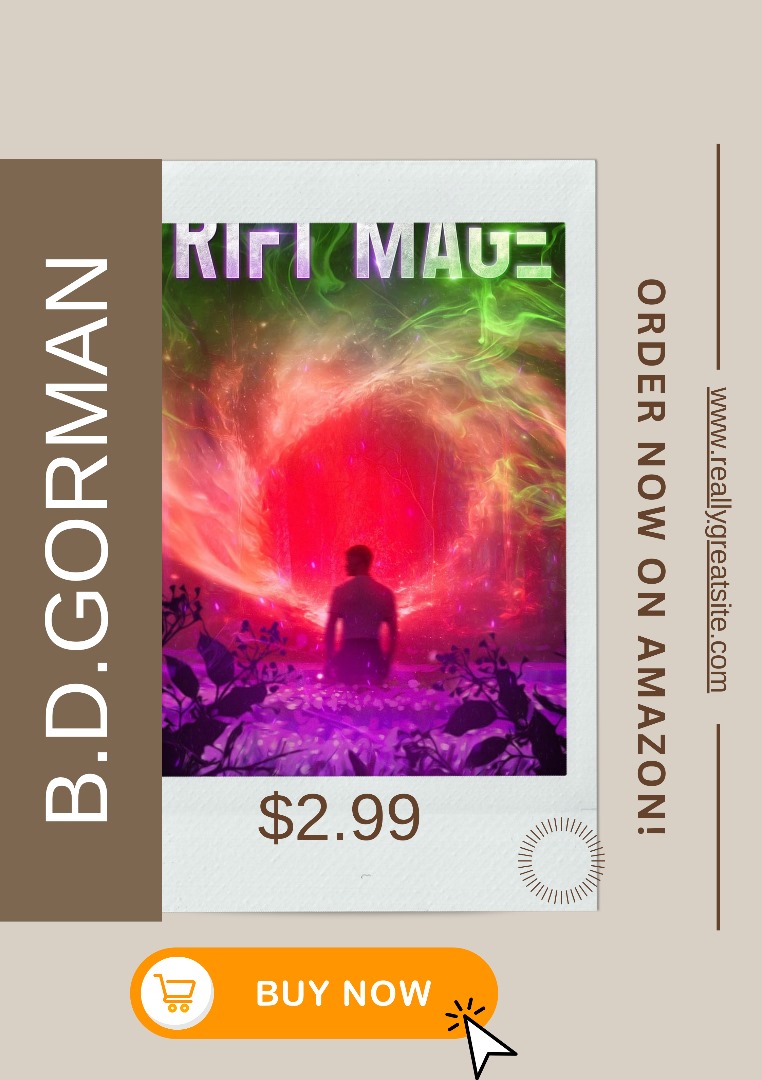 RIFT MAGE
B.D.GORMAN
ORDER NOW ON AMAZON!
www.reallygreatsite.com
$2.99
BUY NOW